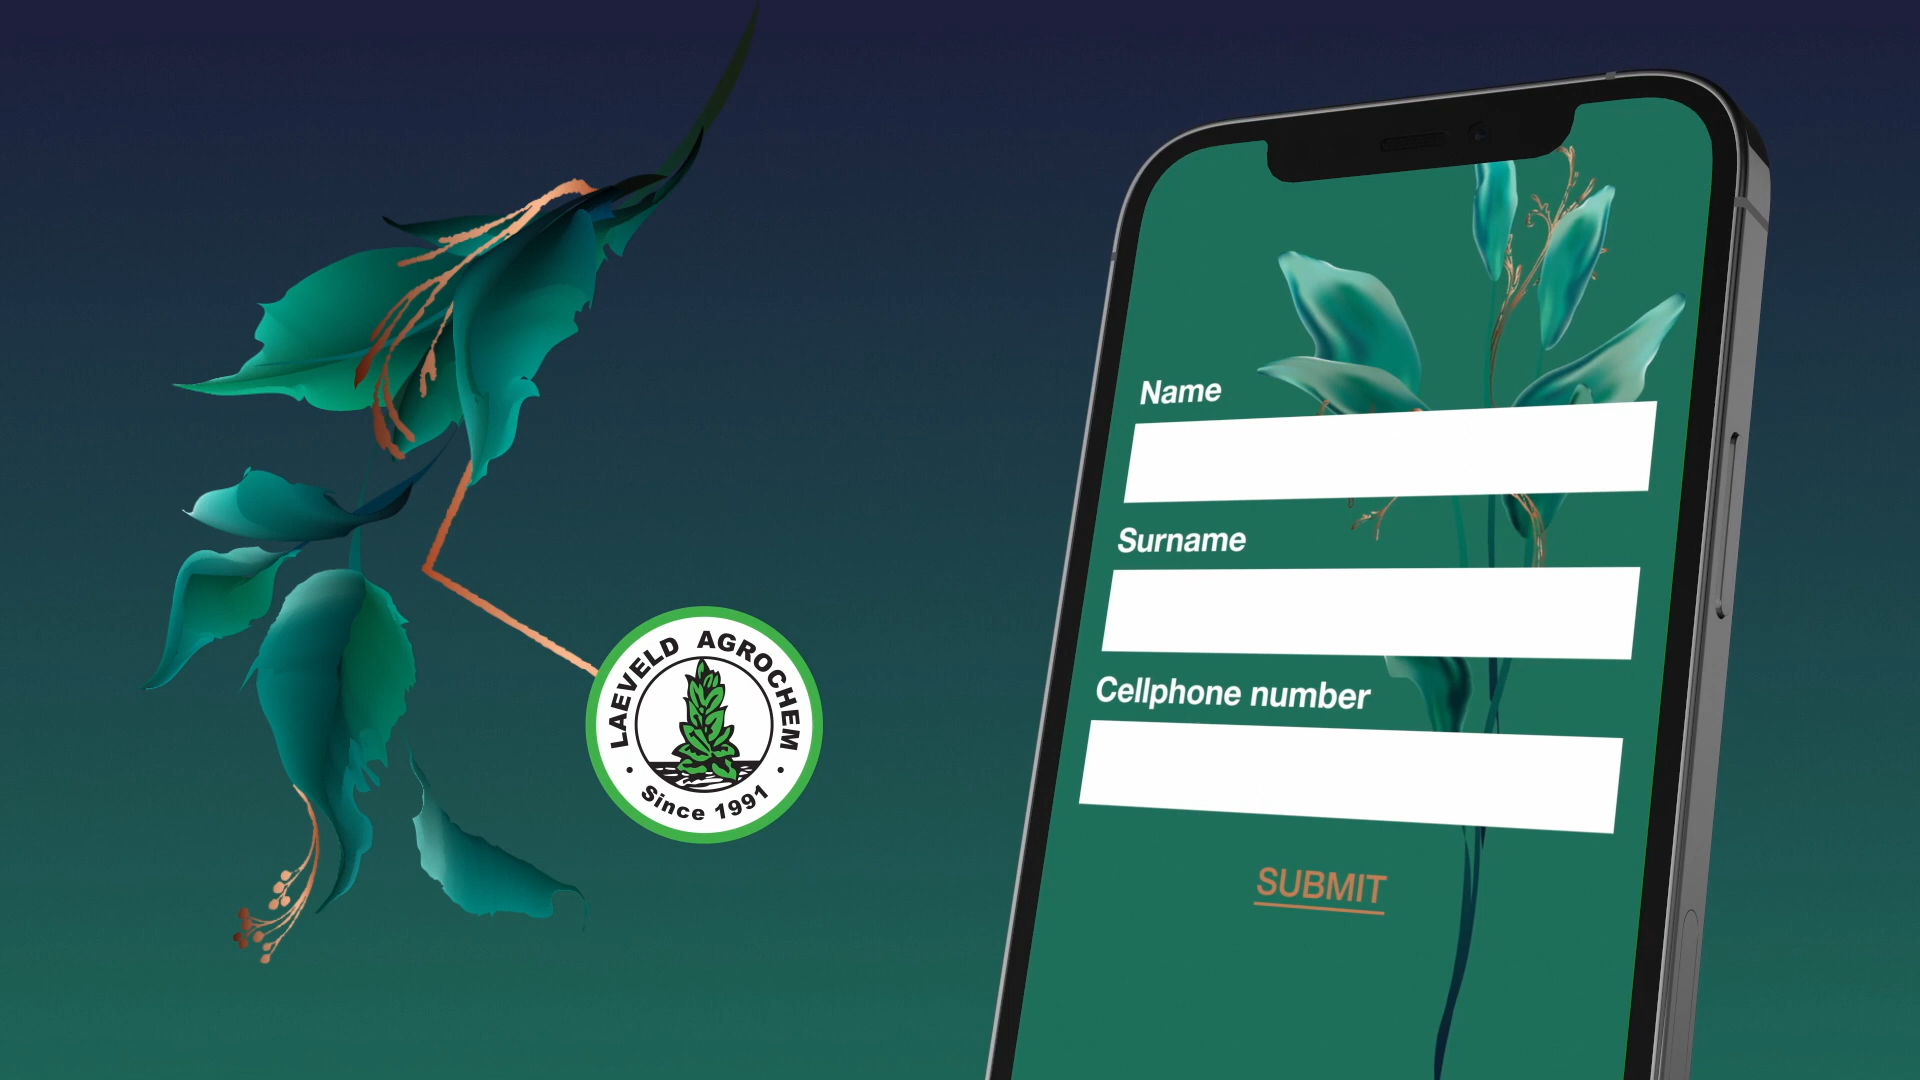 LAEVELD AGROCHEM
• Since 1991 •
Name
Surname
Cellphone number
SUBMIT